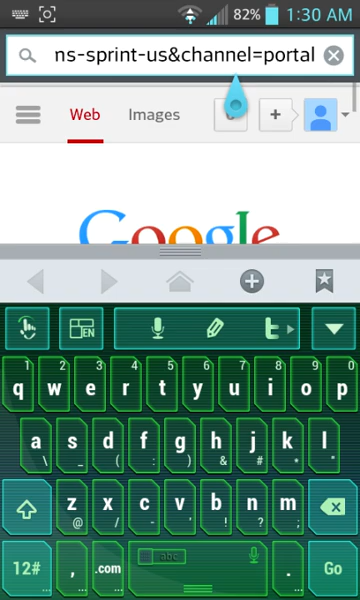 82% 1:30 AM
ns-sprint-us&channel=portal
Web Images +
Google
EN t
1 2 3 4 5 6 7 8 9 0
q w e r t y u i o p
a s d f g h j k l
\ _ ( : ) & # * "
z x c v b n m
@ / - ' ! ? ;
12# , .com abc . Go
... ... ...